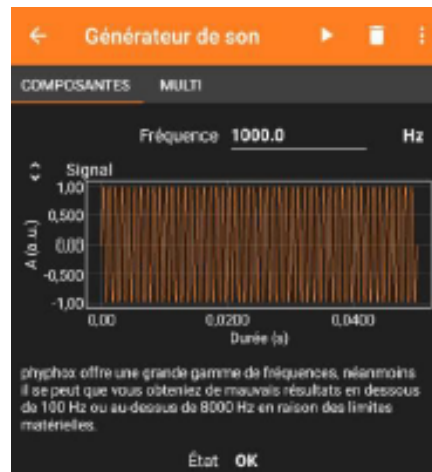 Générateur de son
COMPOSANTES MULTI
Fréquence 1000.0 Hz
Signal
1,00
0,500
0,00
-0,500
-1,00
A (a.u.)
0,00 0,0200 0,0400
Durée (s)
phyphox offre une grande gamme de fréquences, néanmoins
il se peut que vous obteniez de mauvais résultats en dessous
de 100 Hz ou au-dessus de 8000 Hz en raison des limites
matérielles.
État OK